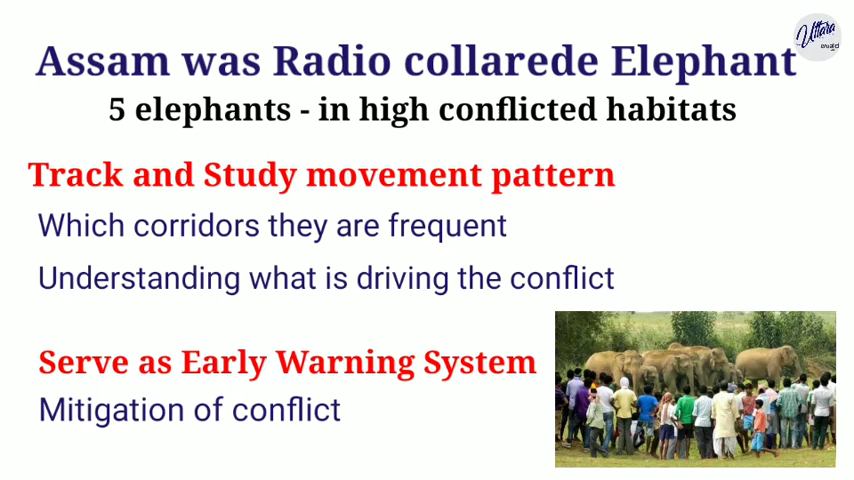 Assam was Radio collarede Elephant
Uttara
5 elephants - in high conflicted habitats
Track and Study movement pattern
Which corridors they are frequent
Understanding what is driving the conflict
Serve as Early Warning System
Mitigation of conflict